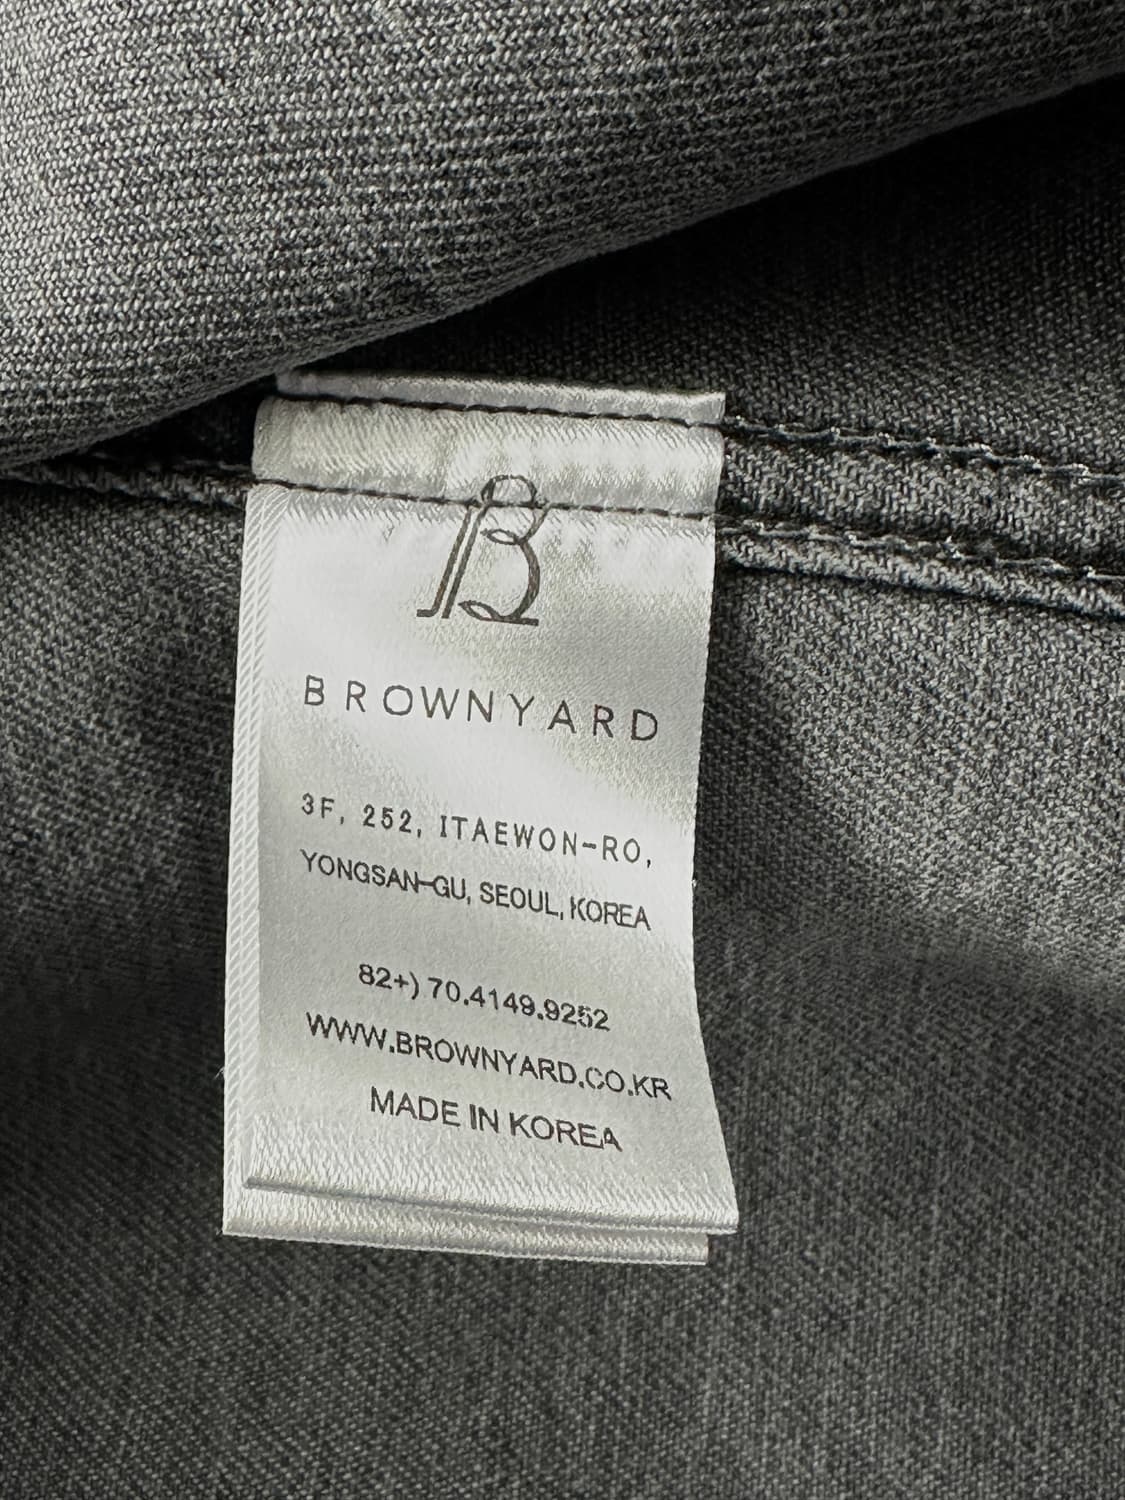 B
BROWNYARD
3F, 252, ITAEWON-RO,
YONGSAN-GU, SEOUL, KOREA
82+) 70.4149.9252
WWW.BROWNYARD.CO.KR
MADE IN KOREA